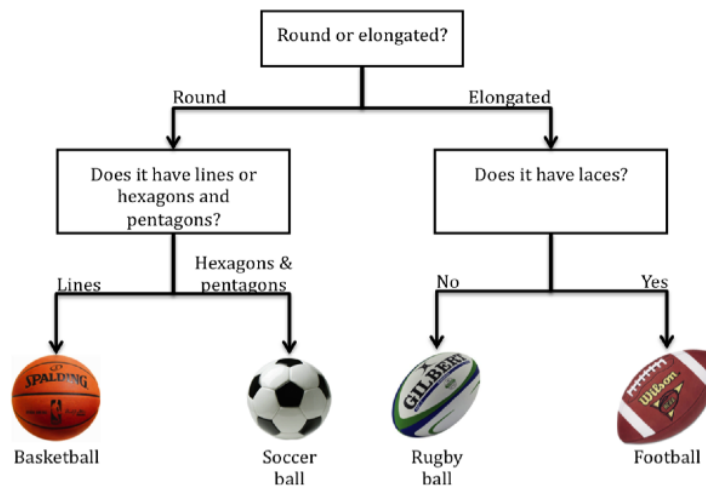 Round or elongated?
Round
Elongated
Does it have lines or
hexagons and
pentagons?
Does it have laces?
Lines
Hexagons &
pentagons
No
Yes
SPALDING
GILBERT
Wilson
Basketball
Soccer
ball
Rugby
ball
Football